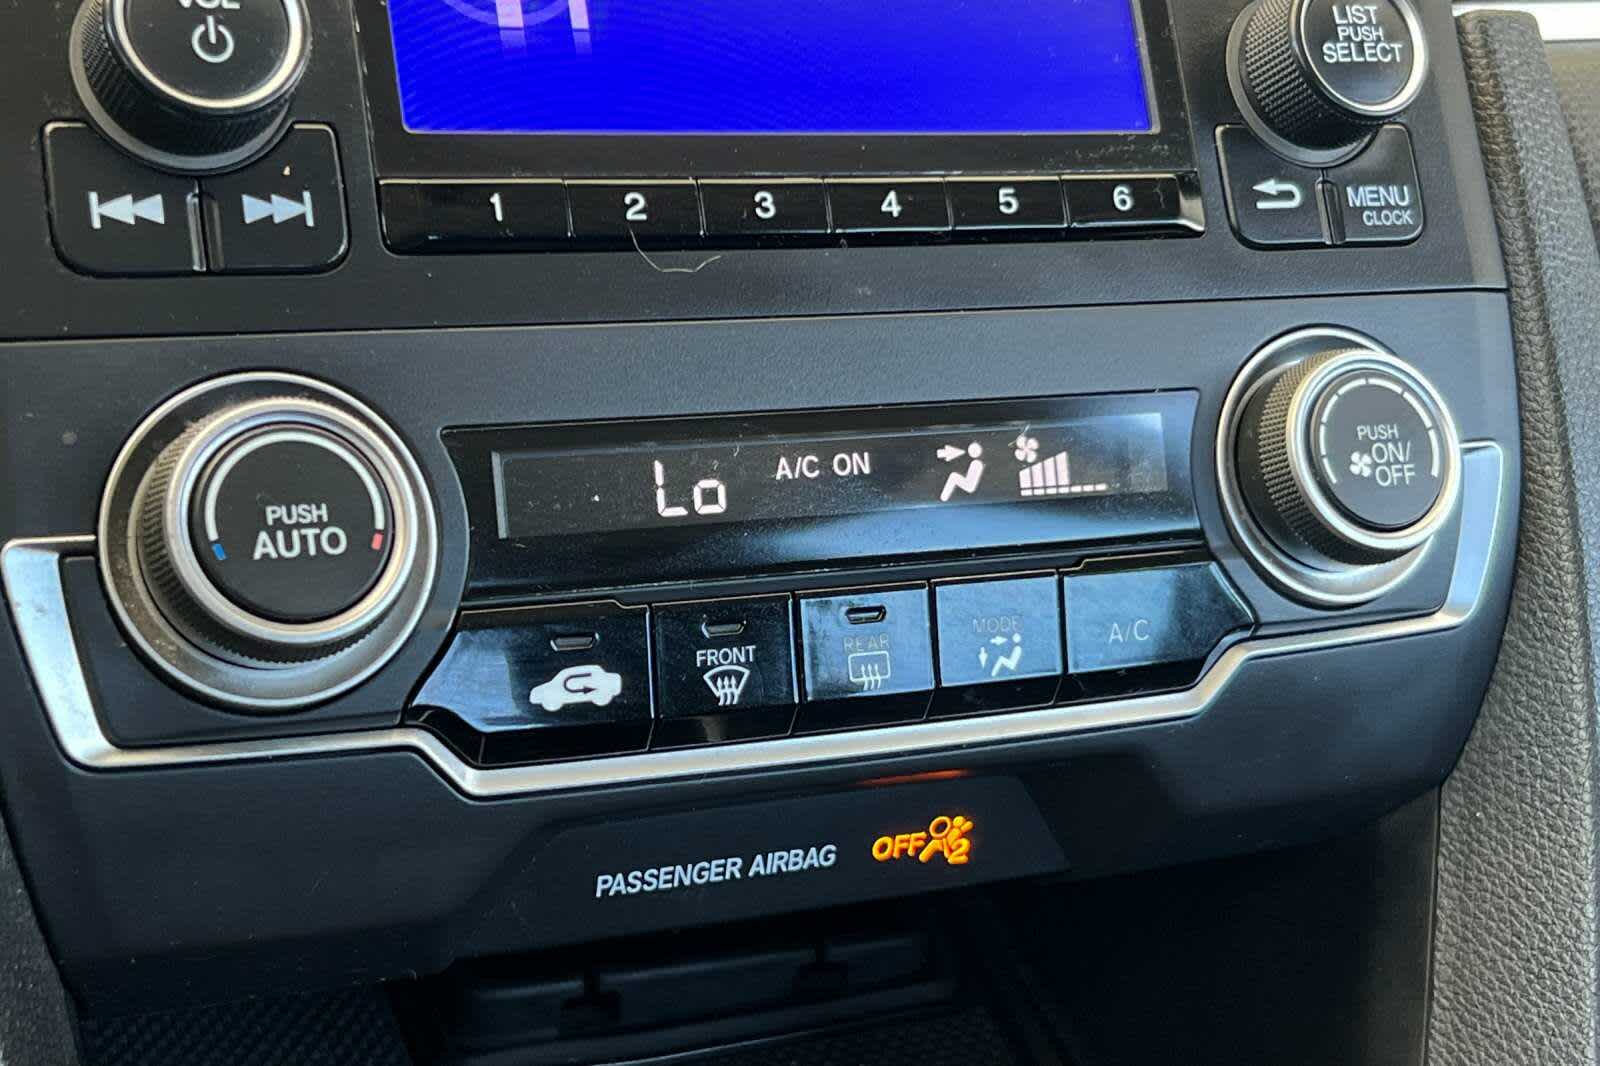 VOL
LIST
PUSH
SELECT
1 2 3 4 5 6
MENU
CLOCK
PUSH
AUTO
Lo A/C ON
PUSH
ON/
OFF
FRONT
REAR
MODE
A/C
PASSENGER AIRBAG OFF 2